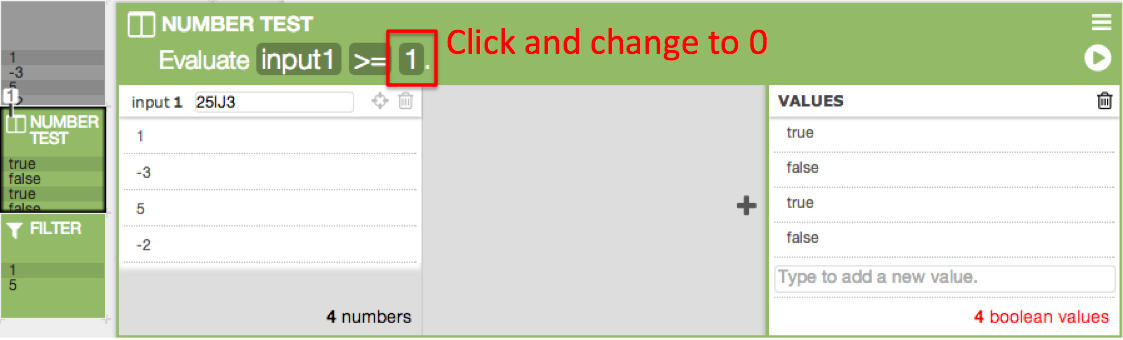 1
-3
5
1
NUMBER
TEST
true
false
true
false
FILTER
1
5
NUMBER TEST
Evaluate input1 >= 1.
Click and change to 0
input 1 25IJ3
1
-3
5
-2
4 numbers
VALUES
true
false
true
false
Type to add a new value.
4 boolean values